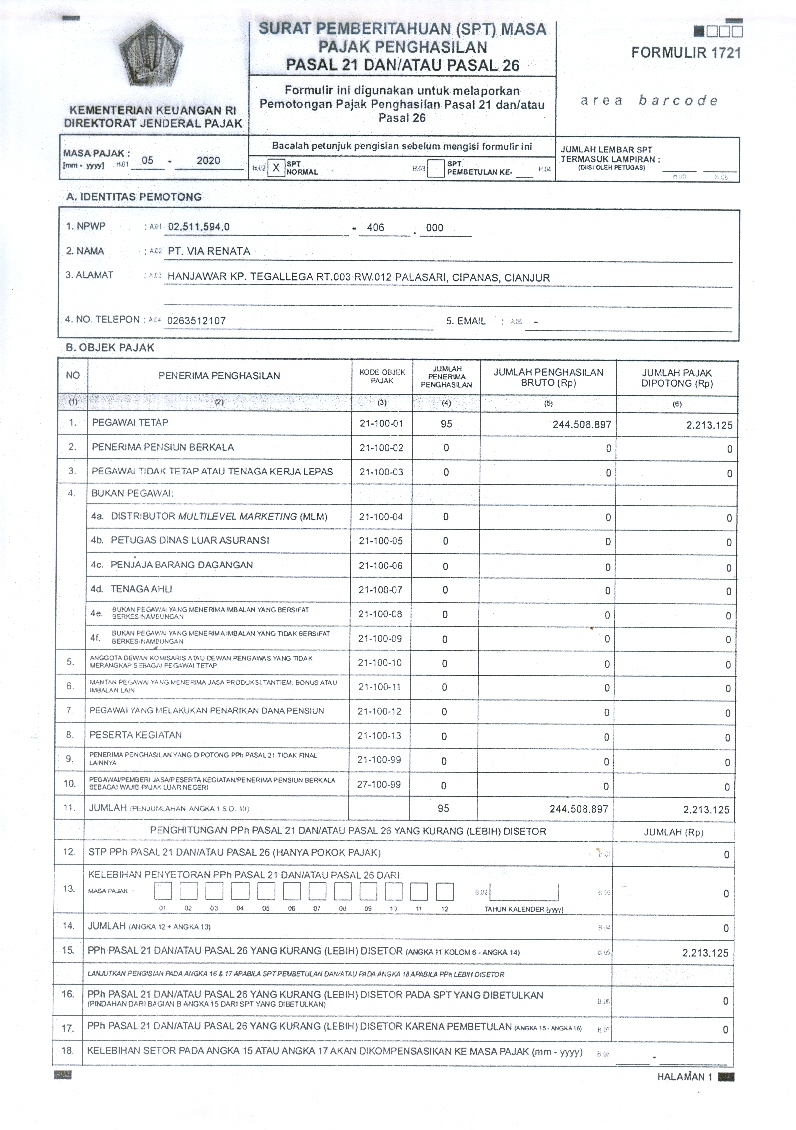 SURAT PEMBERITAHUAN (SPT) MASA
PAJAK PENGHASILAN
PASAL 21 DAN/ATAU PASAL 26
FORMULIR 1721
Formulir ini digunakan untuk melaporkan
Pemotongan Pajak Penghasilan Pasal 21 dan/atau
Pasal 26
area barcode
KEMENTERIAN KEUANGAN RI
DIREKTORAT JENDERAL PAJAK
Bacalah petunjuk pengisian sebelum mengisi formulir ini
MASA PAJAK :
[mm - yyyy] H.01 05 - 2020
H.02 X SPT NORMAL H.03 SPT PEMBETULAN KE- H.04
JUMLAH LEMBAR SPT
TERMASUK LAMPIRAN :
(DIISI OLEH PETUGAS)
H.05 H.06
A. IDENTITAS PEMOTONG
1. NPWP : A.01 02.511.594.0 - 406 . 000
2. NAMA : A.02 PT. VIA RENATA
3. ALAMAT : A.03 HANJAWAR KP. TEGALLEGA RT.003 RW.012 PALASARI, CIPANAS, CIANJUR
4. NO. TELEPON : A.04 0263512107 5. EMAIL : A.05 -
B. OBJEK PAJAK
NO PENERIMA PENGHASILAN KODE OBJEK PAJAK JUMLAH PENERIMA PENGHASILAN JUMLAH PENGHASILAN BRUTO (Rp) JUMLAH PAJAK DIPOTONG (Rp)
(1) (2) (3) (4) (5) (6)
1. PEGAWAI TETAP 21-100-01 95 244.508.897 2.213.125
2. PENERIMA PENSIUN BERKALA 21-100-02 0 0 0
3. PEGAWAI TIDAK TETAP ATAU TENAGA KERJA LEPAS 21-100-03 0 0 0
4. BUKAN PEGAWAI:
4a. DISTRIBUTOR MULTILEVEL MARKETING (MLM) 21-100-04 0 0 0
4b. PETUGAS DINAS LUAR ASURANSI 21-100-05 0 0 0
4c. PENJAJA BARANG DAGANGAN 21-100-06 0 0 0
4d. TENAGA AHLI 21-100-07 0 0 0
4e. BUKAN PEGAWAI YANG MENERIMA IMBALAN YANG BERSIFAT BERKESINAMBUNGAN 21-100-08 0 0 0
4f. BUKAN PEGAWAI YANG MENERIMA IMBALAN YANG TIDAK BERSIFAT BERKESINAMBUNGAN 21-100-09 0 0 0
5. ANGGOTA DEWAN KOMISARIS ATAU DEWAN PENGAWAS YANG TIDAK MERANGKAP SEBAGAI PEGAWAI TETAP 21-100-10 0 0 0
6. MANTAN PEGAWAI YANG MENERIMA JASA PRODUKSI, TANTIEM, BONUS ATAU IMBALAN LAIN 21-100-11 0 0 0
7. PEGAWAI YANG MELAKUKAN PENARIKAN DANA PENSIUN 21-100-12 0 0 0
8. PESERTA KEGIATAN 21-100-13 0 0 0
9. PENERIMA PENGHASILAN YANG DIPOTONG PPh PASAL 21 TIDAK FINAL LAINNYA 21-100-99 0 0 0
10. PEGAWAI/PEMBERI JASA/PESERTA KEGIATAN/PENERIMA PENSIUN BERKALA SEBAGAI WAJIB PAJAK LUAR NEGERI 27-100-99 0 0 0
11. JUMLAH (PENJUMLAHAN ANGKA 1 S.D. 10) 95 244.508.897 2.213.125
PENGHITUNGAN PPh PASAL 21 DAN/ATAU PASAL 26 YANG KURANG (LEBIH) DISETOR JUMLAH (Rp)
12. STP PPh PASAL 21 DAN/ATAU PASAL 26 (HANYA POKOK PAJAK) B.01 0
KELEBIHAN PENYETORAN PPh PASAL 21 DAN/ATAU PASAL 26 DARI
13. MASA PAJAK B.02 B.03 0
01 02 03 04 05 06 07 08 09 10 11 12 TAHUN KALENDER [yyyy]
14. JUMLAH (ANGKA 12 + ANGKA 13) B.04 0
15. PPh PASAL 21 DAN/ATAU PASAL 26 YANG KURANG (LEBIH) DISETOR (ANGKA 11 KOLOM 6 - ANGKA 14) B.05 2.213.125
LANJUTKAN PENGISIAN PADA ANGKA 16 & 17 APABILA SPT PEMBETULAN DAN/ATAU PADA ANGKA 18 APABILA PPh LEBIH DISETOR
16. PPh PASAL 21 DAN/ATAU PASAL 26 YANG KURANG (LEBIH) DISETOR PADA SPT YANG DIBETULKAN B.06 0
(PINDAHAN DARI BAGIAN B ANGKA 15 DARI SPT YANG DIBETULKAN)
17. PPh PASAL 21 DAN/ATAU PASAL 26 YANG KURANG (LEBIH) DISETOR KARENA PEMBETULAN (ANGKA 15 - ANGKA 16) B.07 0
18. KELEBIHAN SETOR PADA ANGKA 15 ATAU ANGKA 17 AKAN DIKOMPENSASIKAN KE MASA PAJAK (mm - yyyy) B.08 -
HALAMAN 1